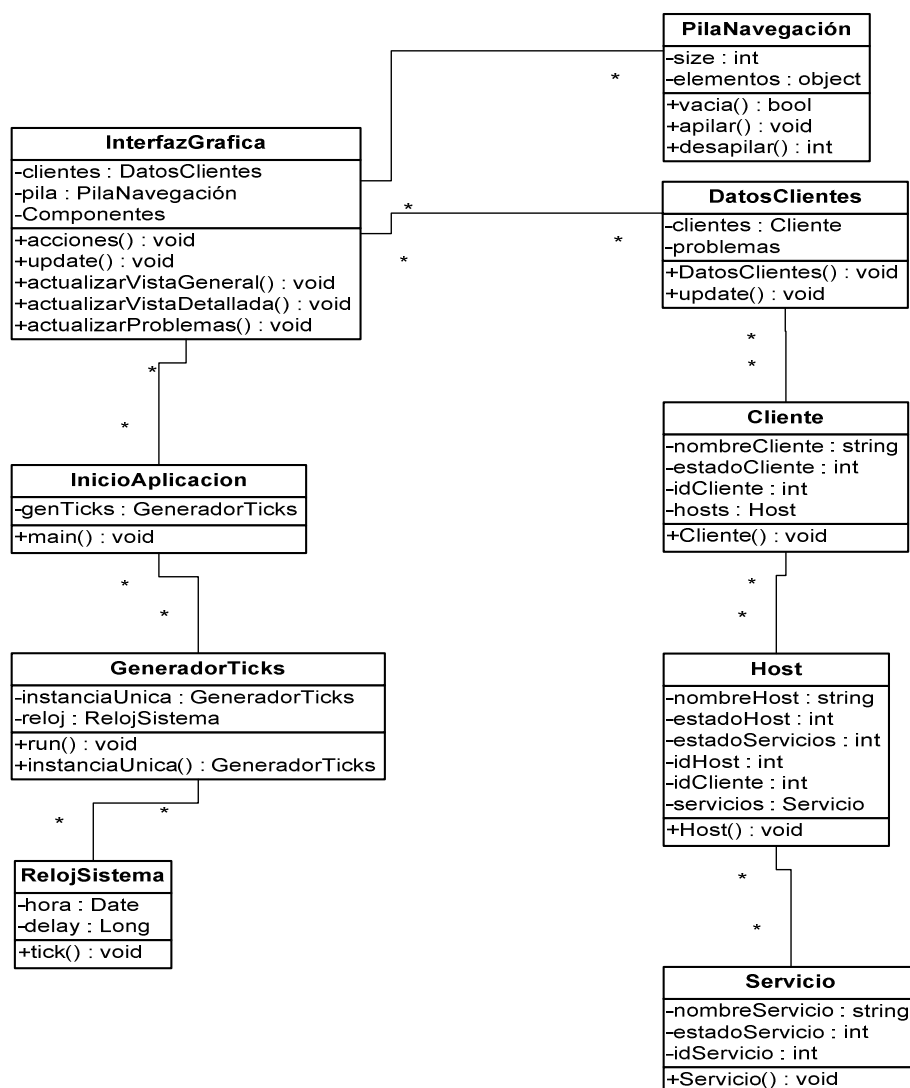 PilaNavegación
-size : int
-elementos : object
+vacia() : bool
+apilar() : void
+desapilar() : int
*
InterfazGrafica
-clientes : DatosClientes
-pila : PilaNavegación
-Componentes
+acciones() : void
+update() : void
+actualizarVistaGeneral() : void
+actualizarVistaDetallada() : void
+actualizarProblemas() : void
*
*
*
DatosClientes
-clientes : Cliente
-problemas
+DatosClientes() : void
+update() : void
*
*
*
*
InicioAplicacion
-genTicks : GeneradorTicks
+main() : void
Cliente
-nombreCliente : string
-estadoCliente : int
-idCliente : int
-hosts : Host
+Cliente() : void
*
*
*
*
GeneradorTicks
-instanciaUnica : GeneradorTicks
-reloj : RelojSistema
+run() : void
+instanciaUnica() : GeneradorTicks
Host
-nombreHost : string
-estadoHost : int
-estadoServicios : int
-idHost : int
-idCliente : int
-servicios : Servicio
+Host() : void
*
*
RelojSistema
-hora : Date
-delay : Long
+tick() : void
*
*
Servicio
-nombreServicio : string
-estadoServicio : int
-idServicio : int
+Servicio() : void